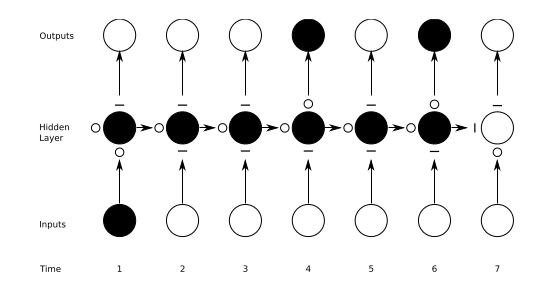 Outputs
Hidden
Layer
Inputs
Time 1 2 3 4 5 6 7